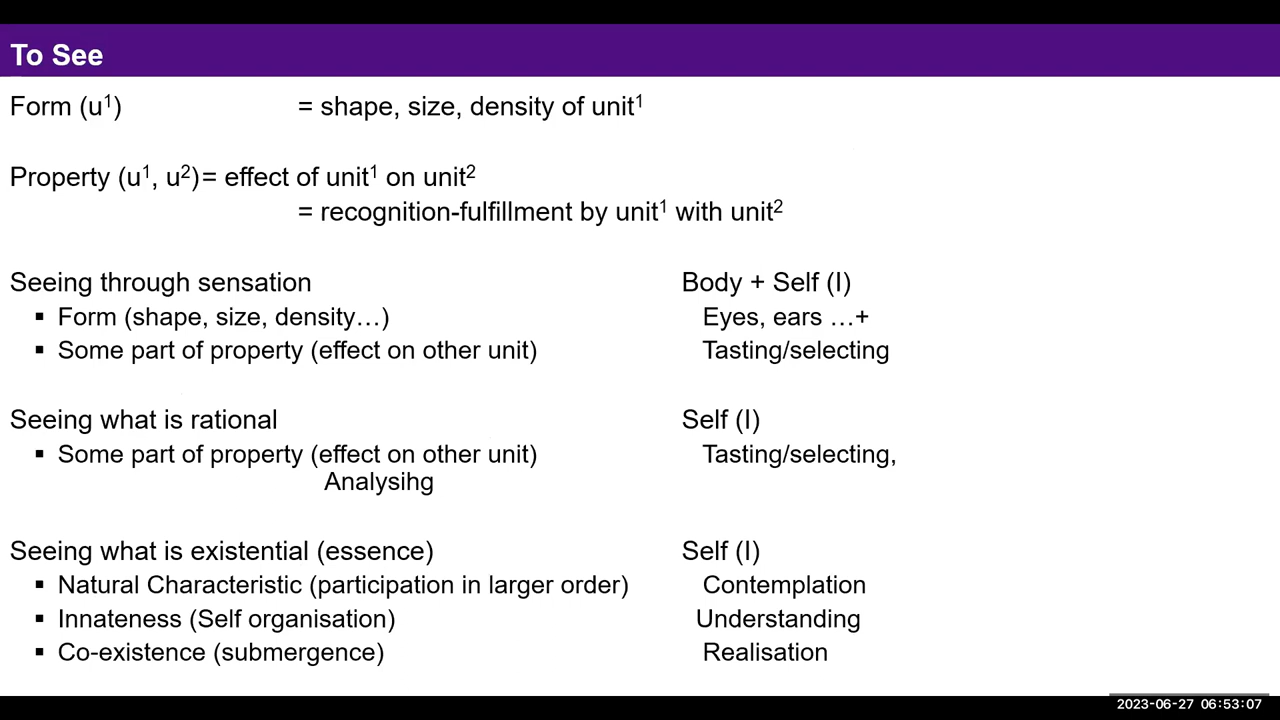 To See
Form (u¹) = shape, size, density of unit¹
Property (u¹, u²)= effect of unit¹ on unit²
= recognition-fulfillment by unit¹ with unit²
Seeing through sensation Body + Self (I)
▪ Form (shape, size, density…) Eyes, ears …+
▪ Some part of property (effect on other unit) Tasting/selecting
Seeing what is rational Self (I)
▪ Some part of property (effect on other unit) Tasting/selecting,
Analysihg
Seeing what is existential (essence) Self (I)
▪ Natural Characteristic (participation in larger order) Contemplation
▪ Innateness (Self organisation) Understanding
▪ Co-existence (submergence) Realisation
2023-06-27 06:53:07